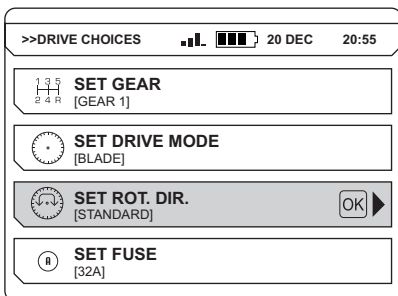 >>DRIVE CHOICES 20 DEC 20:55
1 3 5
2 4 R
SET GEAR
[GEAR 1]
SET DRIVE MODE
[BLADE]
SET ROT. DIR.
[STANDARD]
OK
A
SET FUSE
[32A]